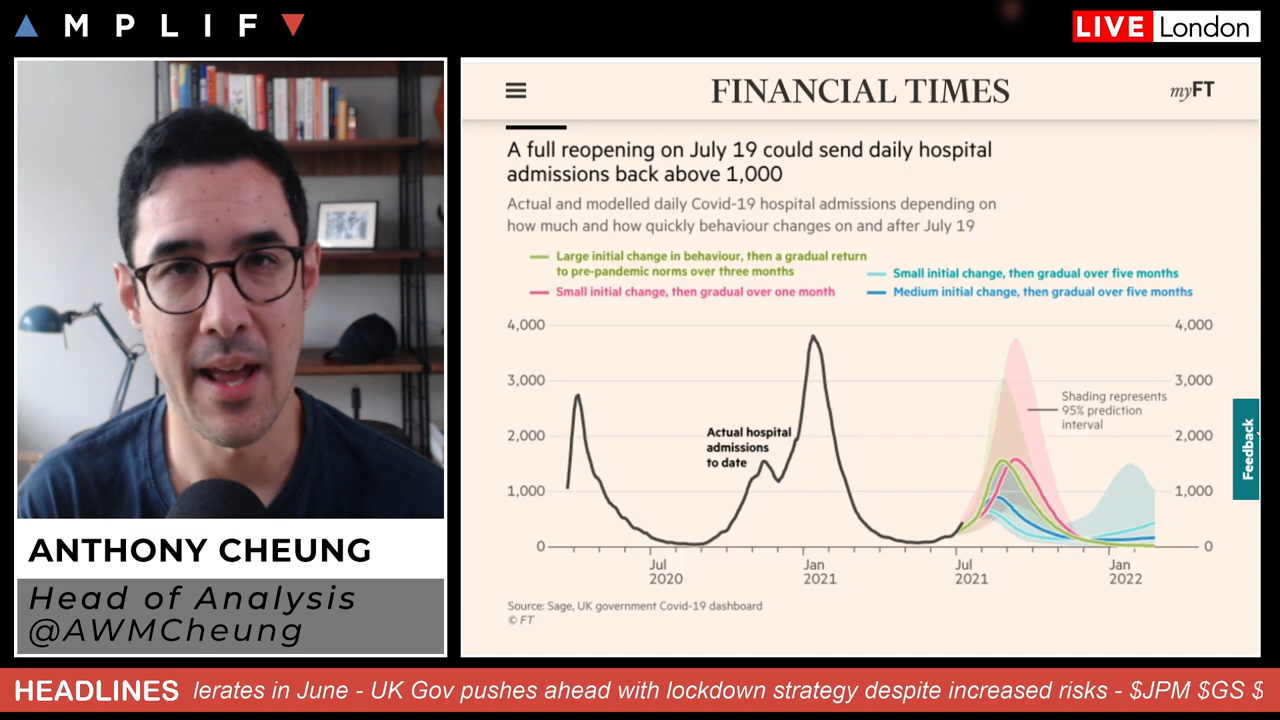 MPLIF
LIVE London
FINANCIAL TIMES
myFT
A full reopening on July 19 could send daily hospital
admissions back above 1,000
Actual and modelled daily Covid-19 hospital admissions depending on
how much and how quickly behaviour changes on and after July 19
Large initial change in behaviour, then a gradual return
to pre-pandemic norms over three months
Small initial change, then gradual over five months
Small initial change, then gradual over one month
Medium initial change, then gradual over five months
4,000 4,000
3,000 3,000
Shading represents
95% prediction
interval
Actual hospital
admissions
to date
2,000 2,000
1,000 1,000
0 0
Jul
2020
Jan
2021
Jul
2021
Jan
2022
Source: Sage, UK government Covid-19 dashboard
© FT
Feedback
ANTHONY CHEUNG
Head of Analysis
@AWMCheung
HEADLINES lerates in June - UK Gov pushes ahead with lockdown strategy despite increased risks - $JPM $GS $